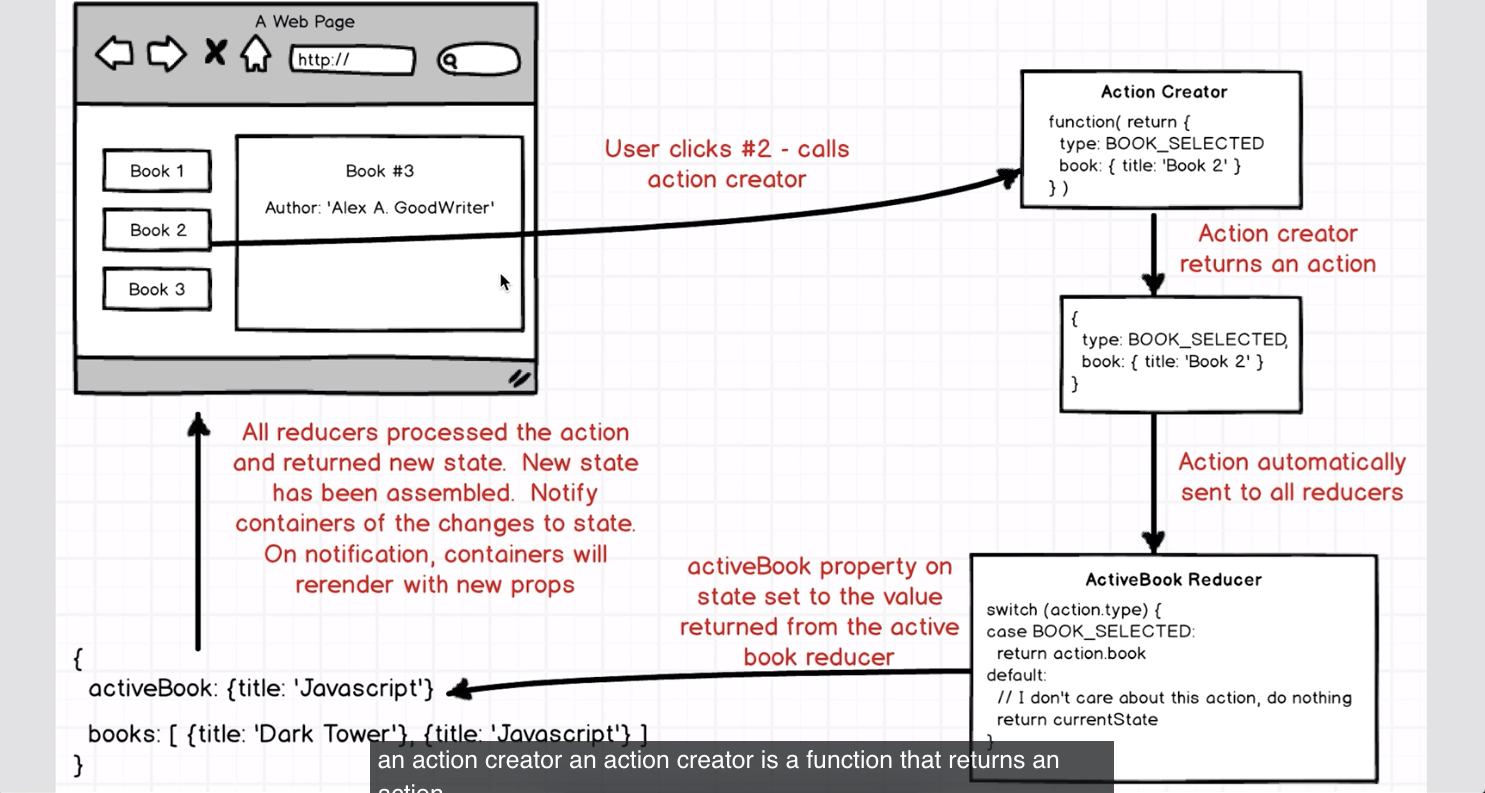 A Web Page
http://
Book 1
Book 2
Book 3
Book #3
Author: 'Alex A. GoodWriter'
User clicks #2 - calls
action creator
Action Creator
function( return {
type: BOOK_SELECTED
book: { title: 'Book 2' }
} )
Action creator
returns an action
{
type: BOOK_SELECTED,
book: { title: 'Book 2' }
}
Action automatically
sent to all reducers
ActiveBook Reducer
switch (action.type) {
case BOOK_SELECTED:
return action.book
default:
// I don't care about this action, do nothing
return currentState
}
activeBook property on
state set to the value
returned from the active
book reducer
All reducers processed the action
and returned new state. New state
has been assembled. Notify
containers of the changes to state.
On notification, containers will
rerender with new props
{
activeBook: {title: 'Javascript'}
books: [ {title: 'Dark Tower'}, {title: 'Javascript'} ]
}
an action creator an action creator is a function that returns an
action